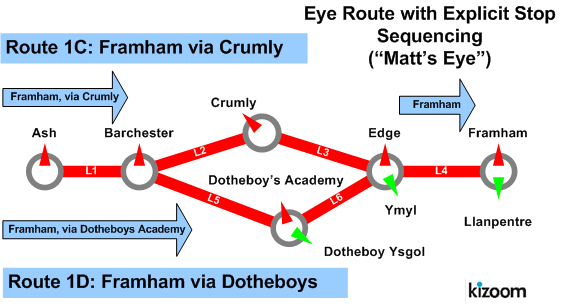 Eye Route with Explicit Stop
Sequencing
(“Matt’s Eye”)
Route 1C: Framham via Crumly
Framham, via Crumly
Framham
Crumly
Ash
Barchester
Edge
Framham
L2
L3
L1
L4
Dotheboy’s Academy
L5
L6
Ymyl
Llanpentre
Framham, via Dotheboys Academy
Dotheboy Ysgol
Route 1D: Framham via Dotheboys
kizoom